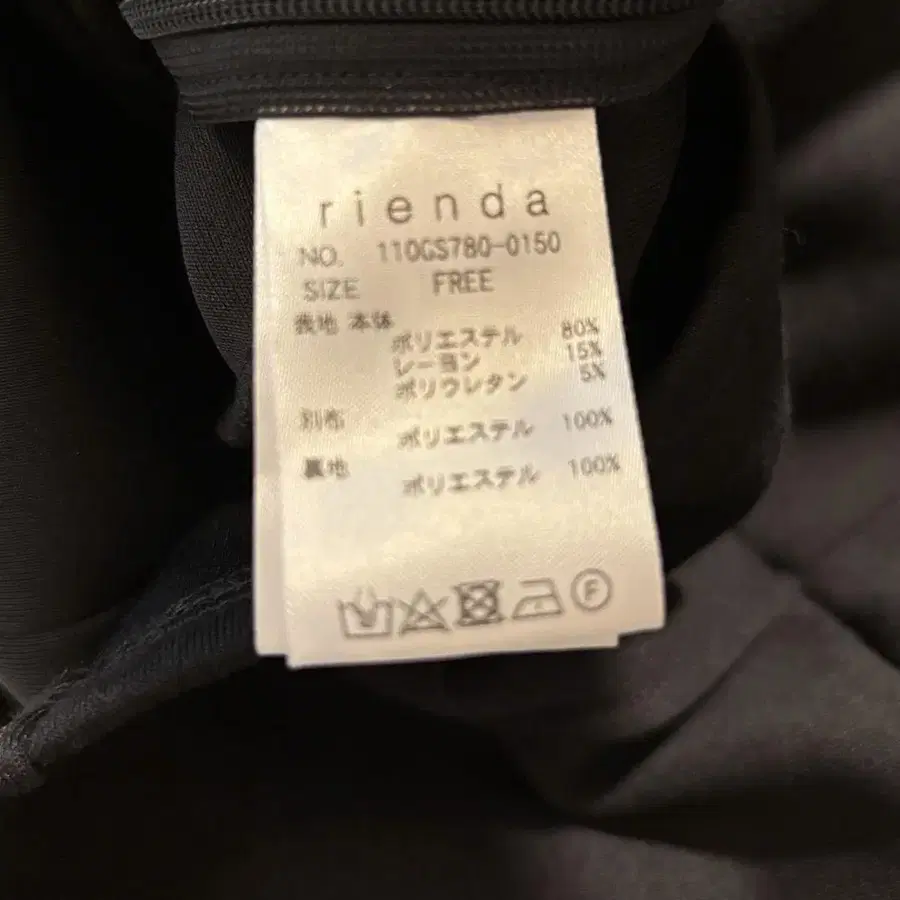 rienda
NO. 110GS780-0150
SIZE FREE
表地 本体
ポリエステル 80%
レーヨン 15%
ポリウレタン 5%
別布
ポリエステル 100%
裏地
ポリエステル 100%
F